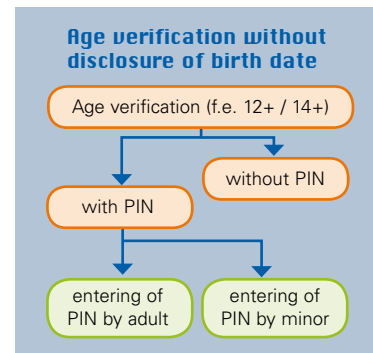 Age verification without
disclosure of birth date
Age verification (f.e. 12+ / 14+)
without PIN
with PIN
entering of
PIN by adult
entering of
PIN by minor